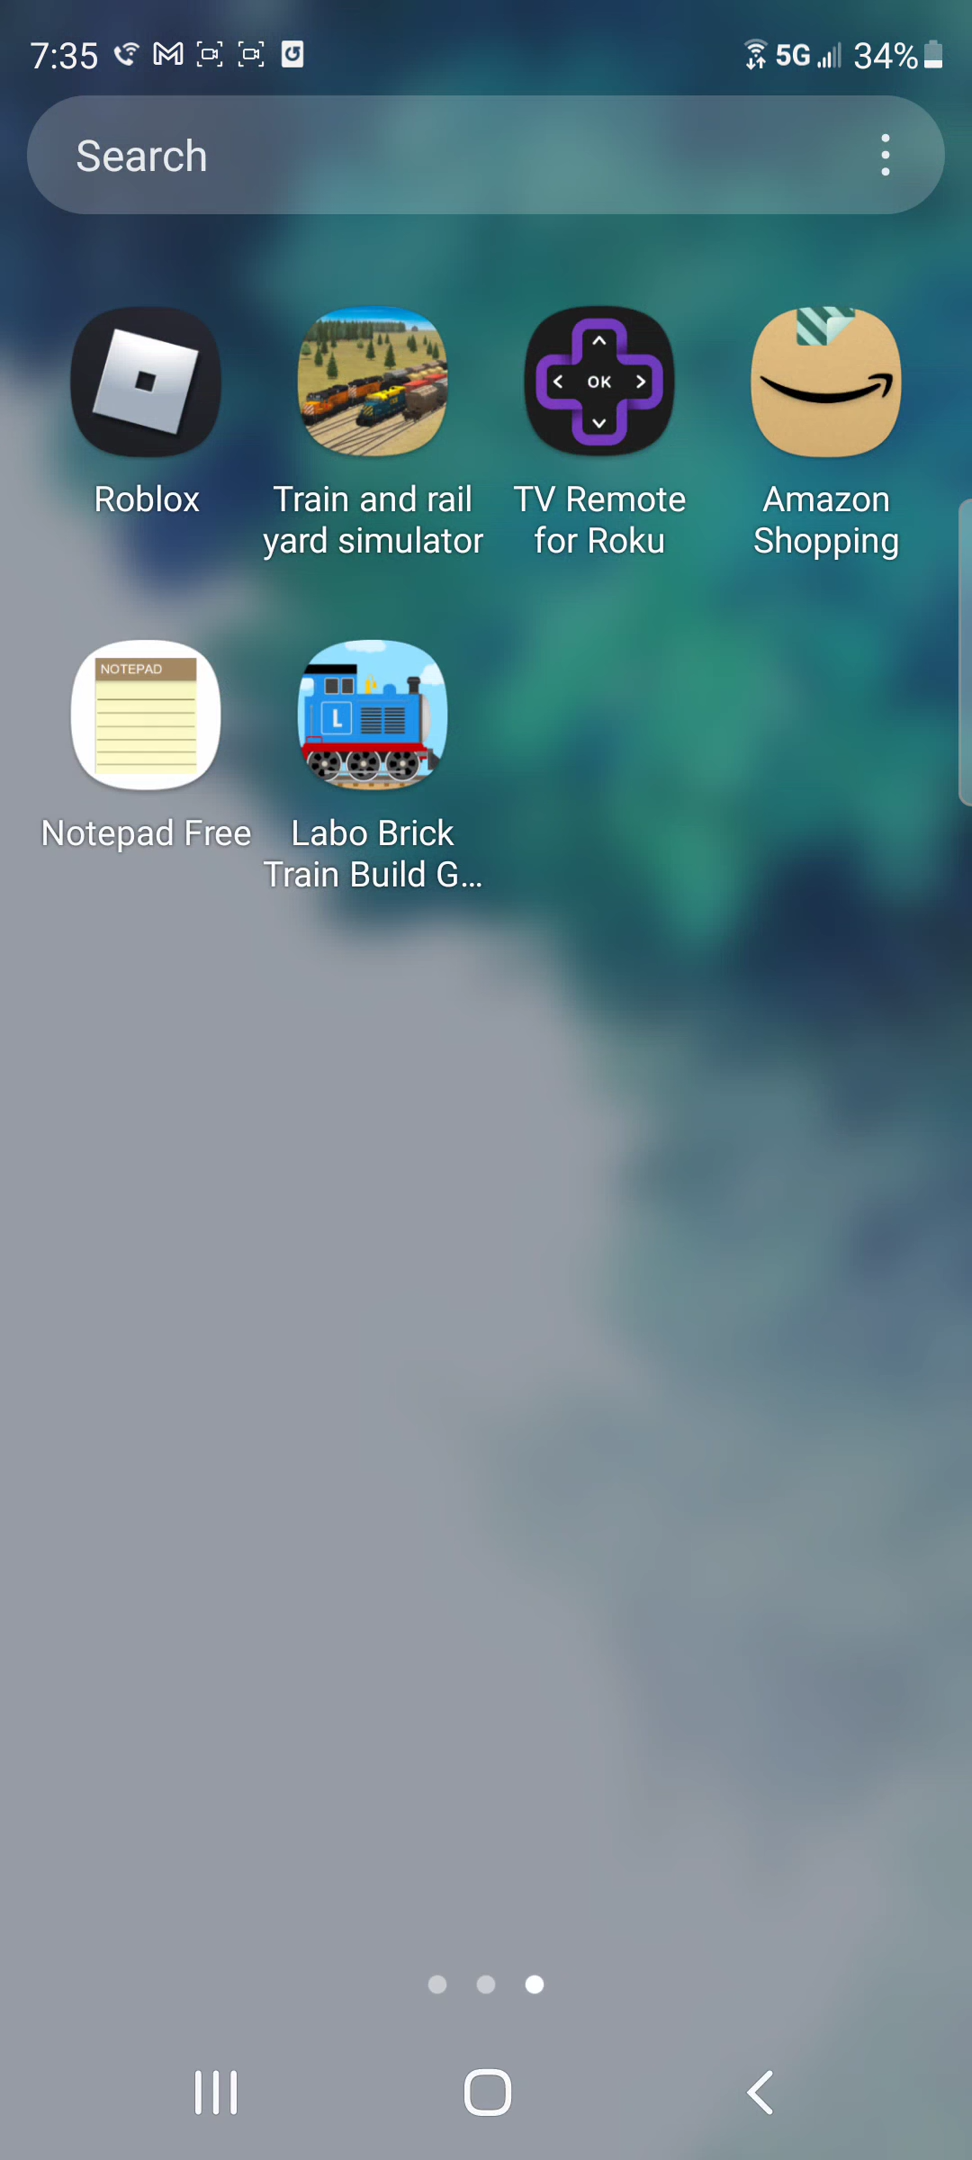 7:35
5G 34%
Search
OK
Roblox
Train and rail
yard simulator
TV Remote
for Roku
Amazon
Shopping
NOTEPAD
L
Notepad Free
Labo Brick
Train Build G...